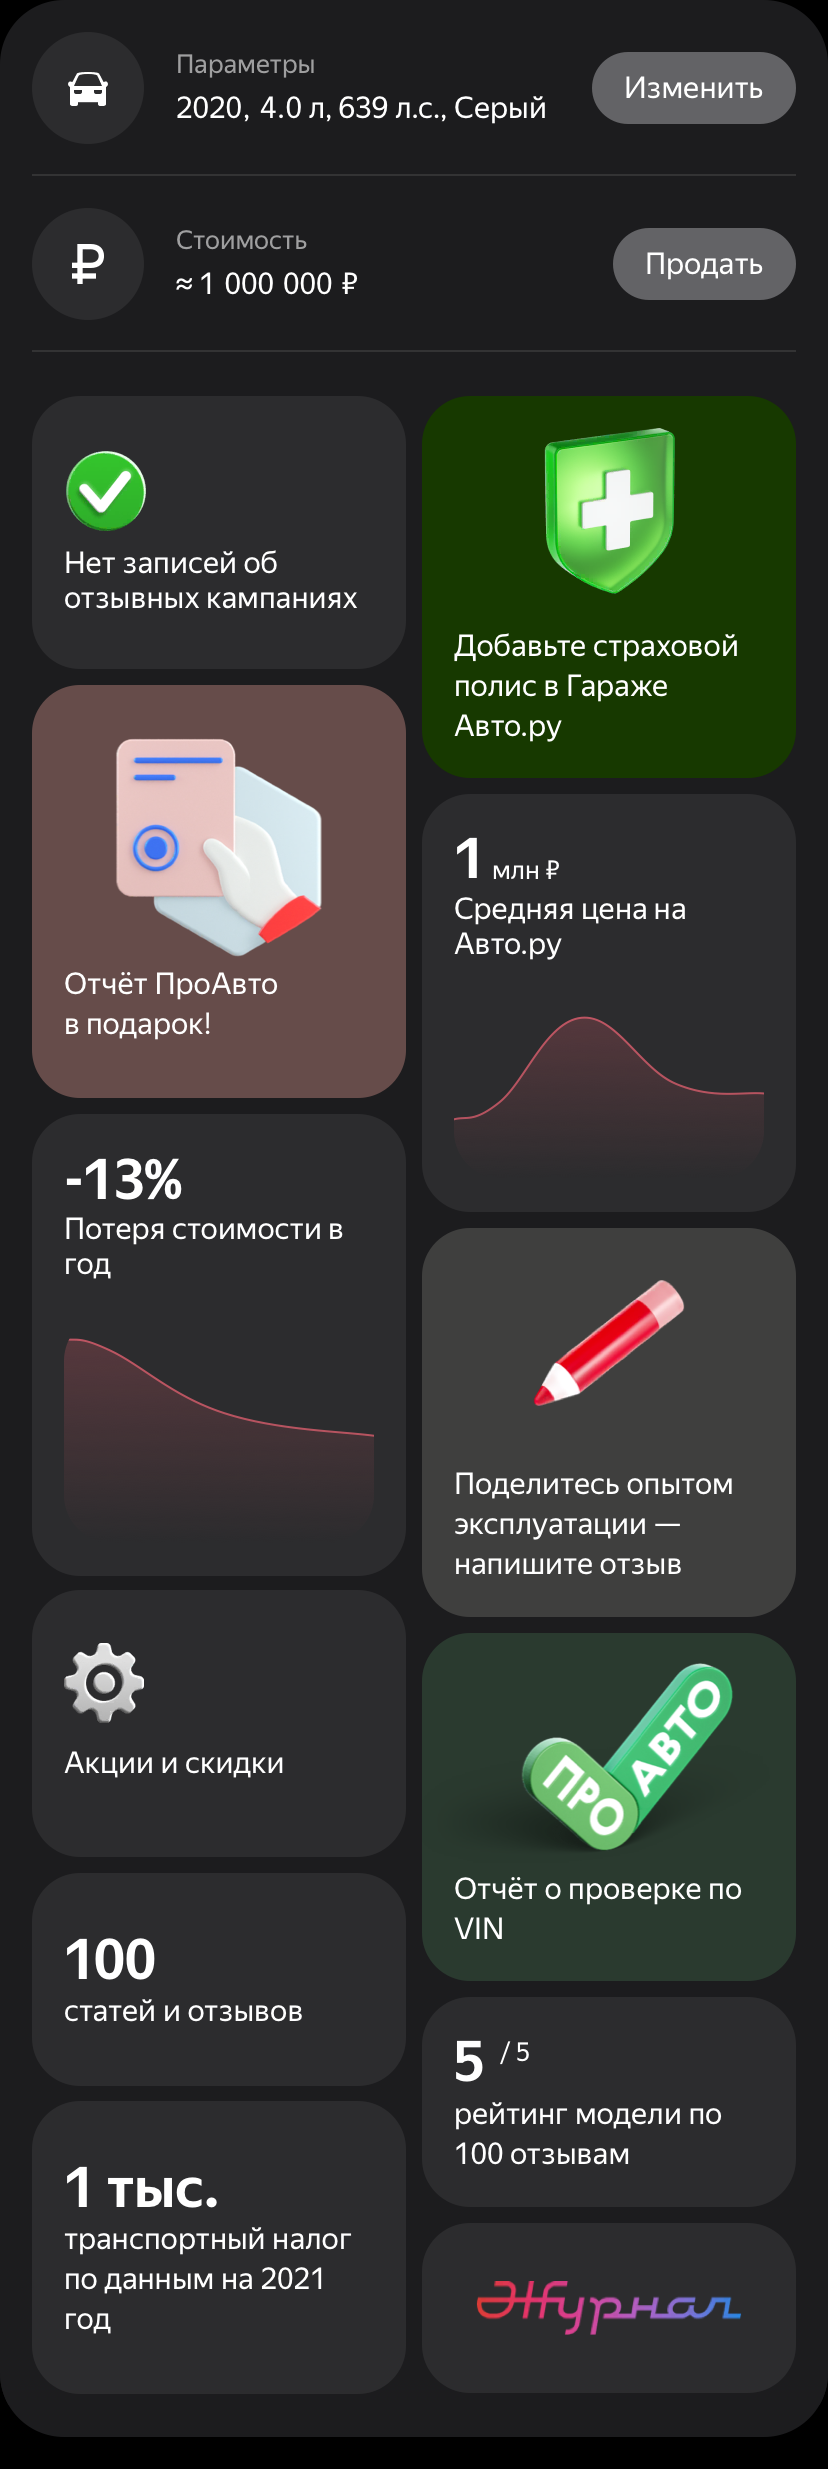 Параметры
2020, 4.0 л, 639 л.с., Серый
Изменить
Стоимость
≈ 1 000 000 ₽
Продать
Нет записей об
отзывных кампаниях
Добавьте страховой
полис в Гараже
Авто.ру
Отчёт ПроАвто
в подарок!
1 млн ₽
Средняя цена на
Авто.ру
-13%
Потеря стоимости в
год
Поделитесь опытом
эксплуатации —
напишите отзыв
Акции и скидки
ПРО
АВТО
Отчёт о проверке по
VIN
100
статей и отзывов
5 / 5
рейтинг модели по
100 отзывам
1 тыс.
транспортный налог
по данным на 2021
год
Журнал